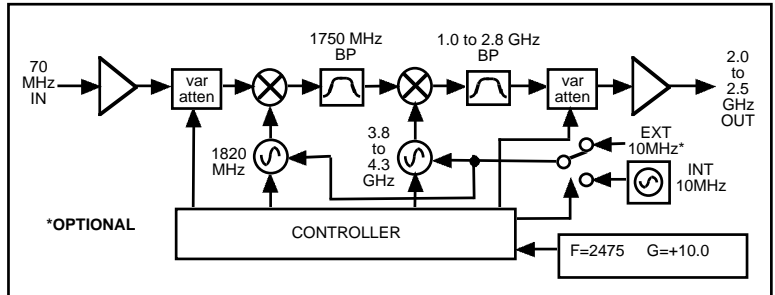 70
MHz
IN
var
atten
1750 MHz
BP
1.0 to 2.8 GHz
BP
var
atten
2.0
to
2.5
GHz
OUT
1820
MHz
3.8
to
4.3
GHz
EXT
10MHz*
INT
10MHz
*OPTIONAL
CONTROLLER
F=2475 G=+10.0